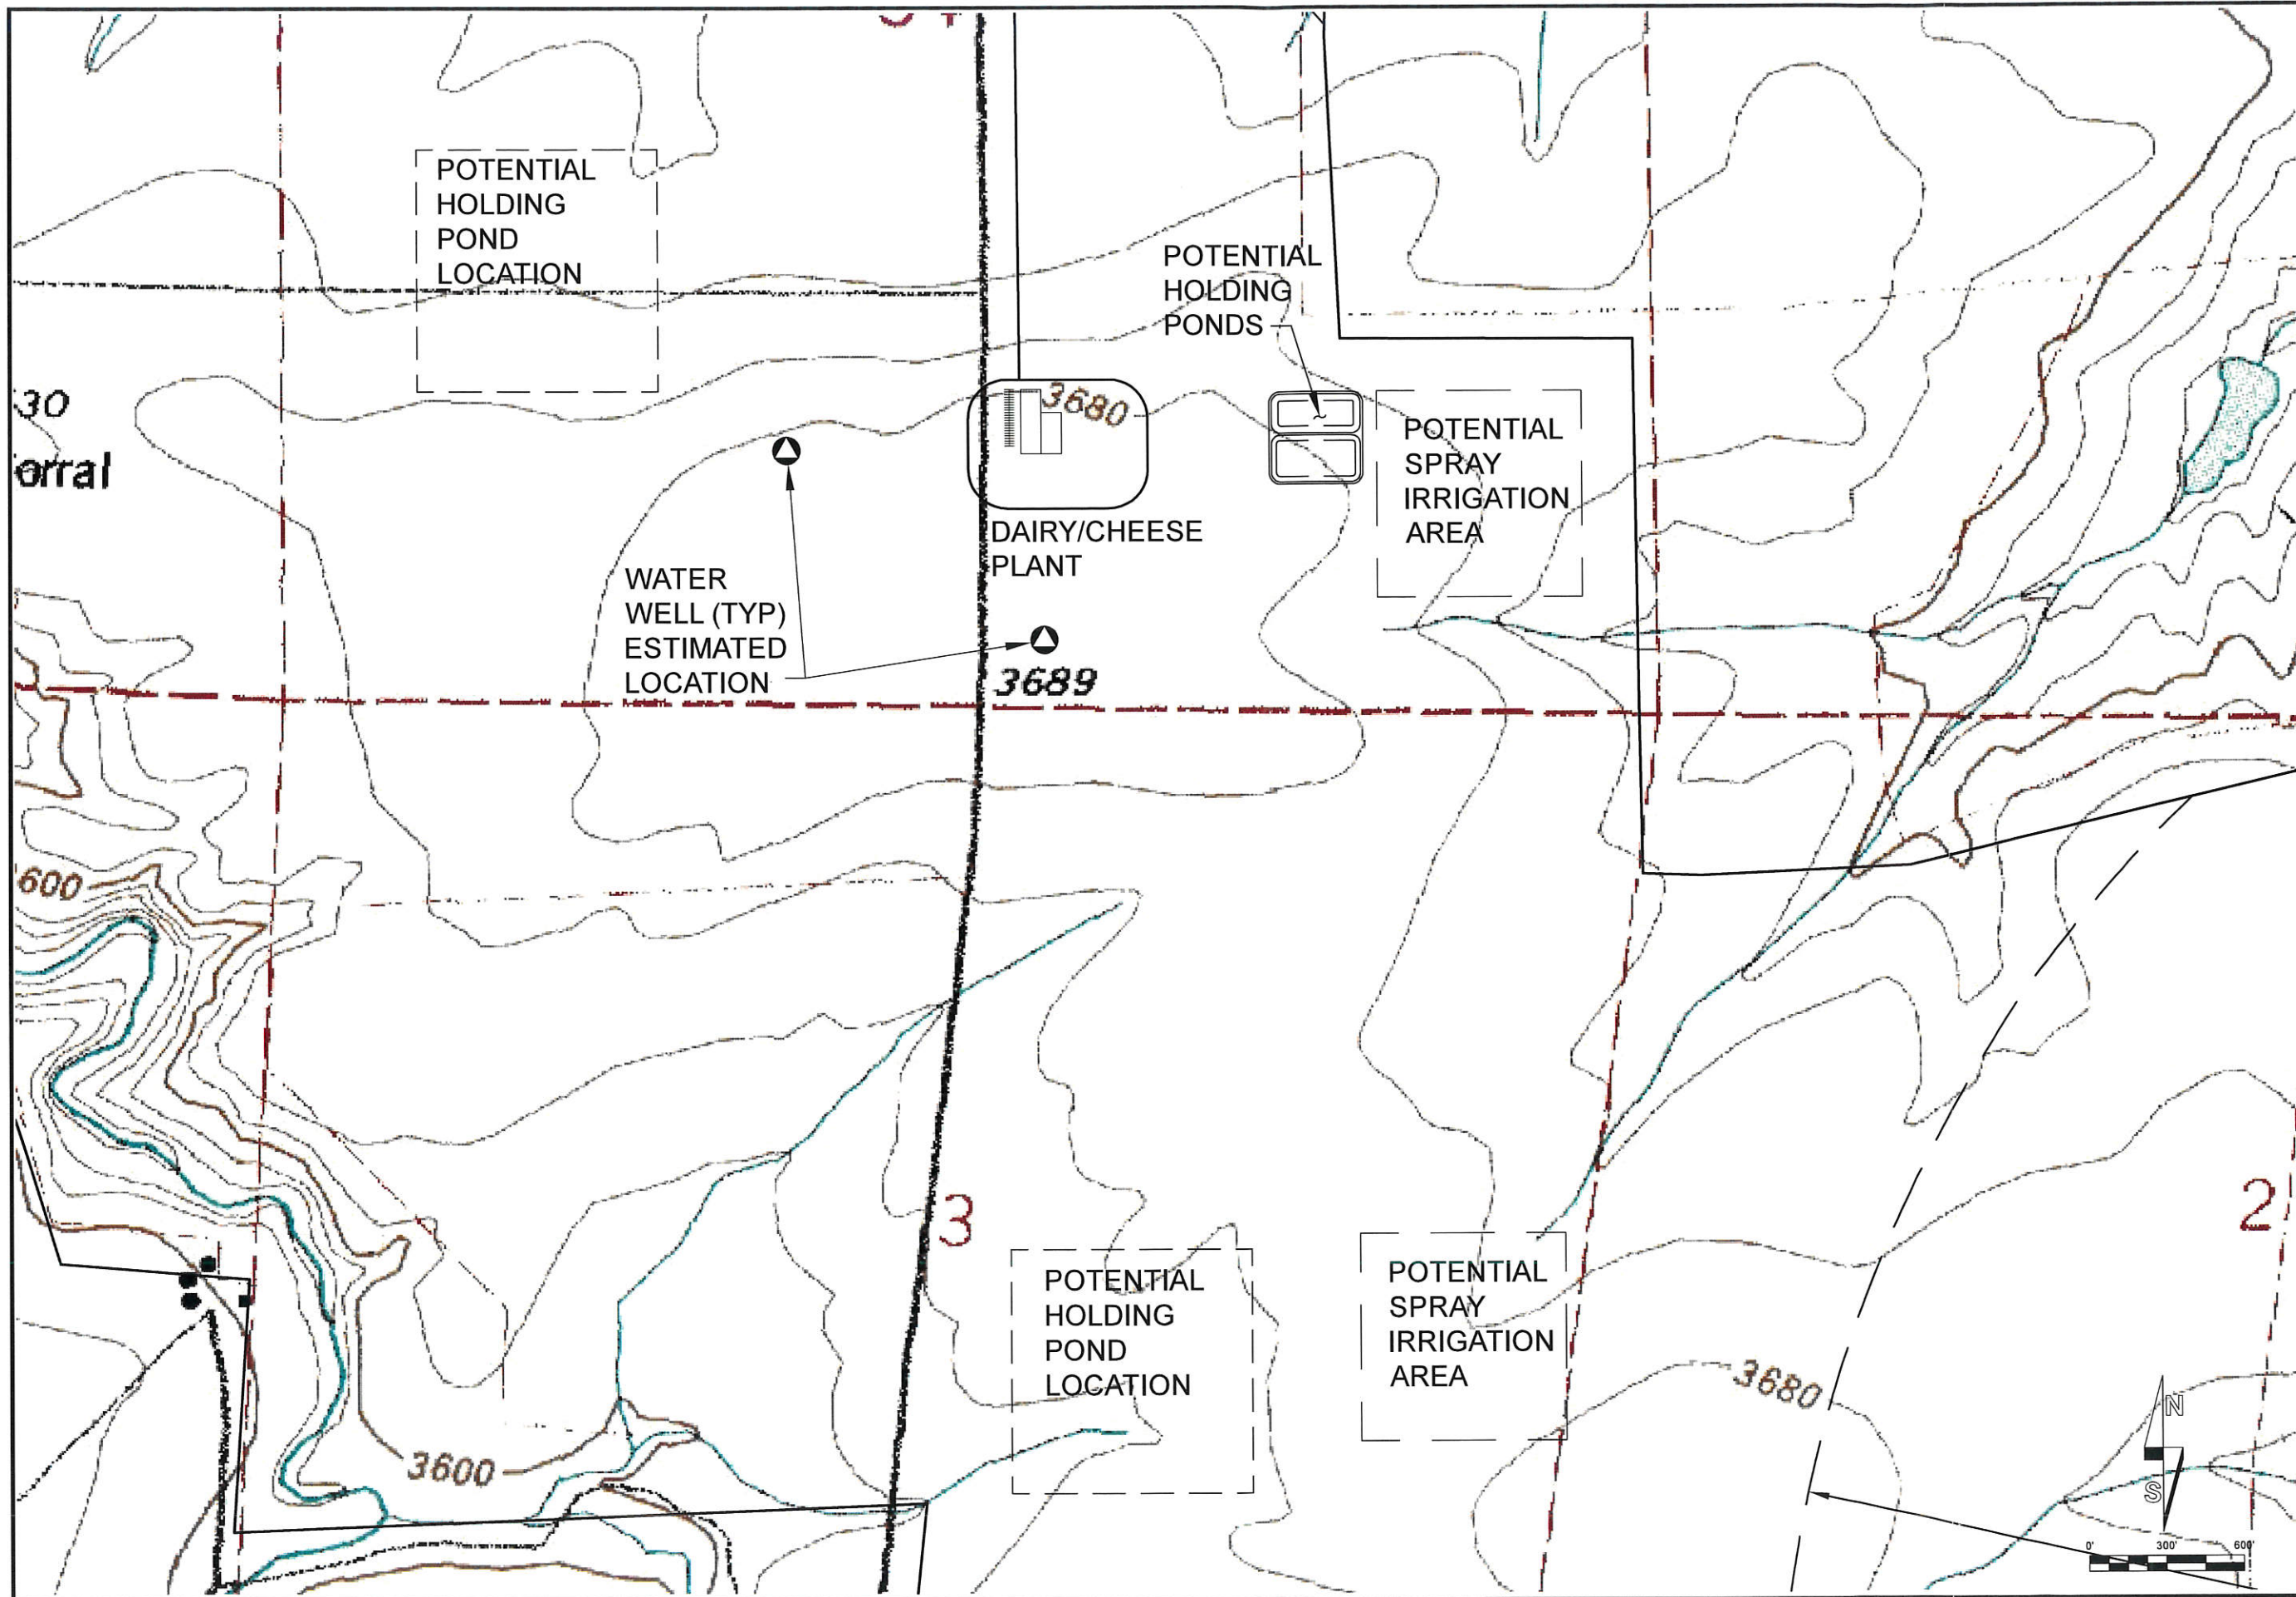 POTENTIAL
HOLDING
POND
LOCATION
POTENTIAL
HOLDING
PONDS
30
orral
3680
POTENTIAL
SPRAY
IRRIGATION
AREA
DAIRY/CHEESE
PLANT
WATER
WELL (TYP)
ESTIMATED
LOCATION
3689
600
3
2
POTENTIAL
HOLDING
POND
LOCATION
POTENTIAL
SPRAY
IRRIGATION
AREA
3680
3600
N
S
0' 300' 600'